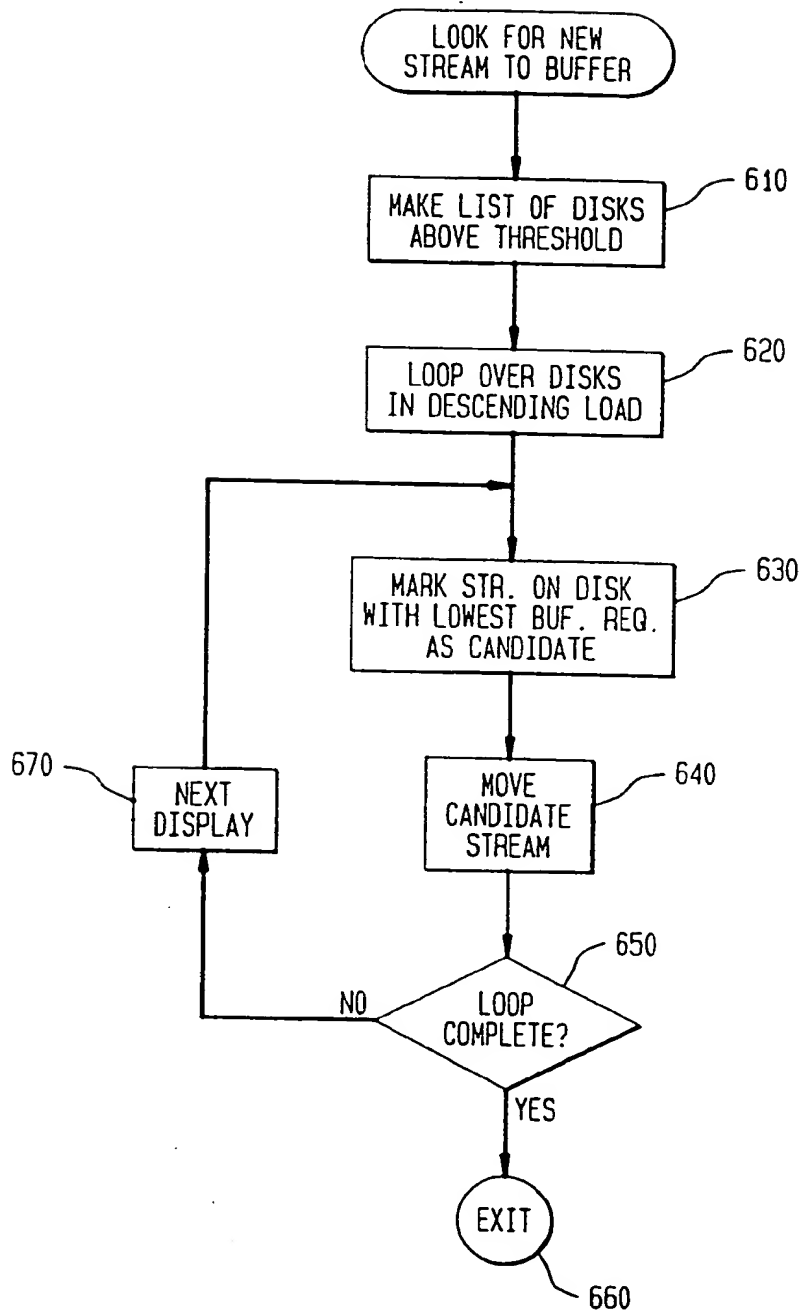 LOOK FOR NEW
STREAM TO BUFFER
610
MAKE LIST OF DISKS
ABOVE THRESHOLD
620
LOOP OVER DISKS
IN DESCENDING LOAD
630
MARK STR. ON DISK
WITH LOWEST BUF. REQ.
AS CANDIDATE
670
NEXT
DISPLAY
640
MOVE
CANDIDATE
STREAM
650
NO
LOOP
COMPLETE?
YES
EXIT
660